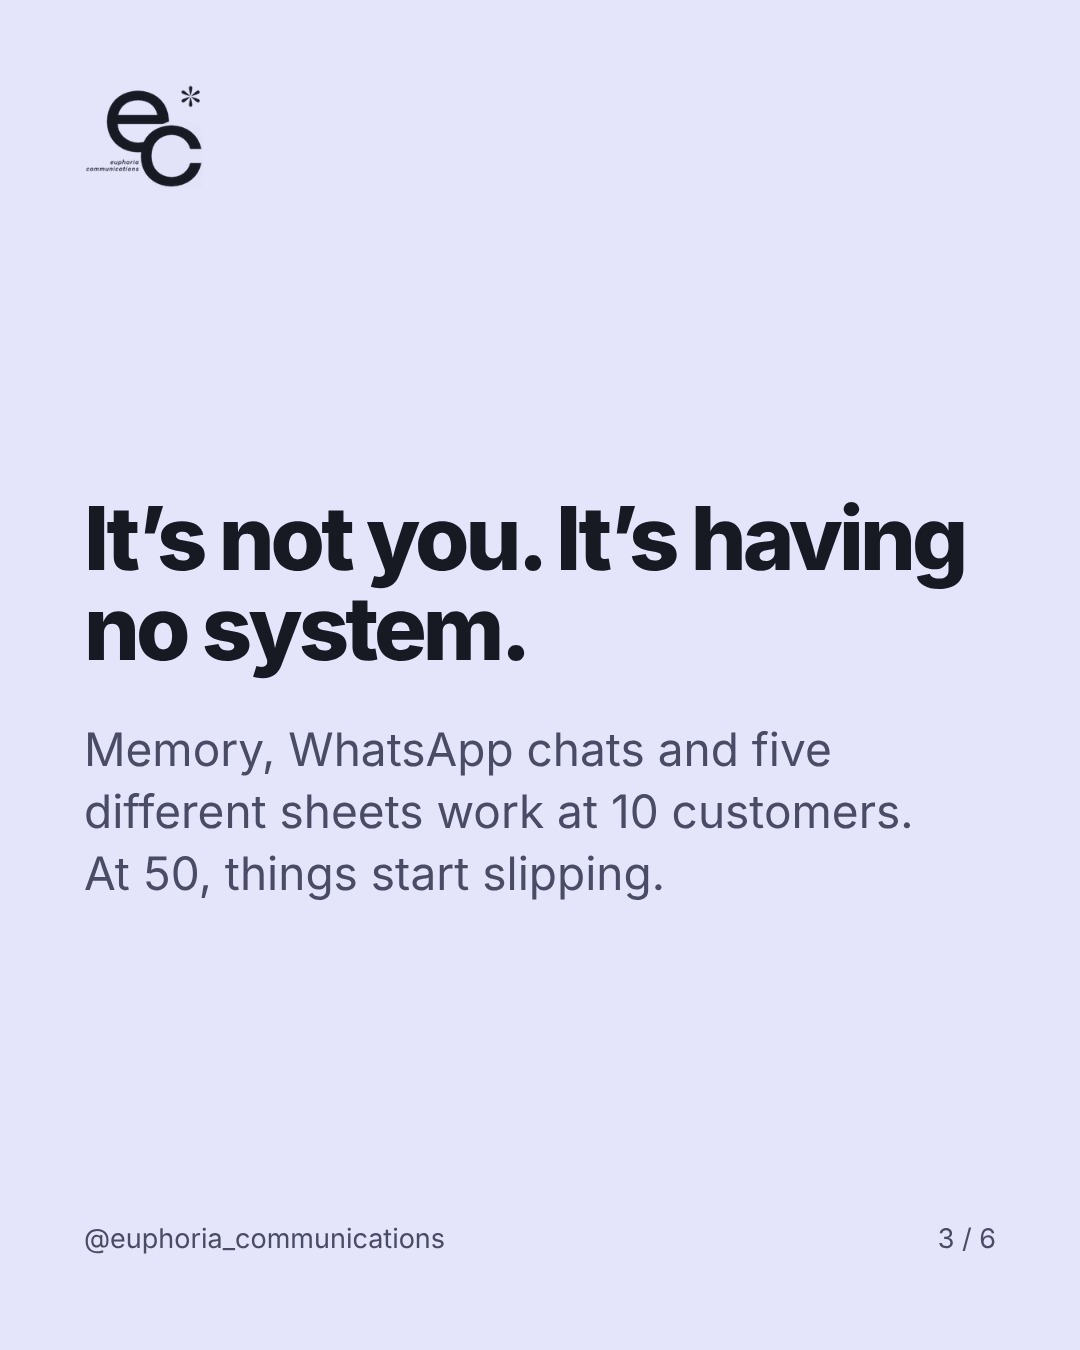 ec*
euphoria
communications
It’s not you. It’s having
no system.
Memory, WhatsApp chats and five
different sheets work at 10 customers.
At 50, things start slipping.
@euphoria_communications
3 / 6